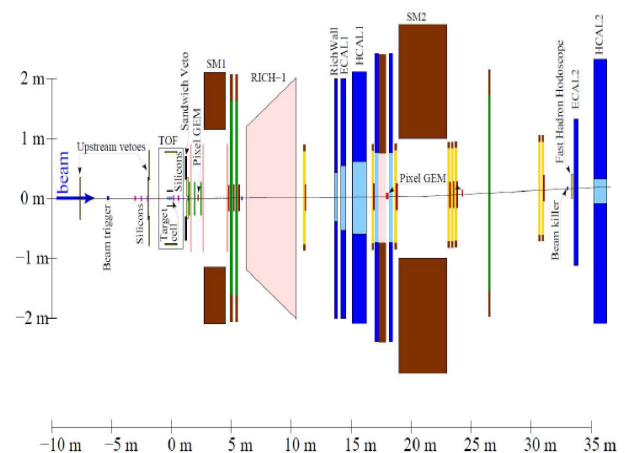 SM2
SM1
RICH−1
Sandwich Veto
Pixel GEM
RichWall
ECAL1
HCAL1
Fast Hadron Hodoscope
ECAL2
HCAL2
2 m
1 m
0 m
−1 m
−2 m
Upstream vetoes
TOF
Silicons
beam
Beam trigger
Silicons
Target
cell
Pixel GEM
Beam killer
−10 m
−5 m
0 m
5 m
10 m
15 m
20 m
25 m
30 m
35 m